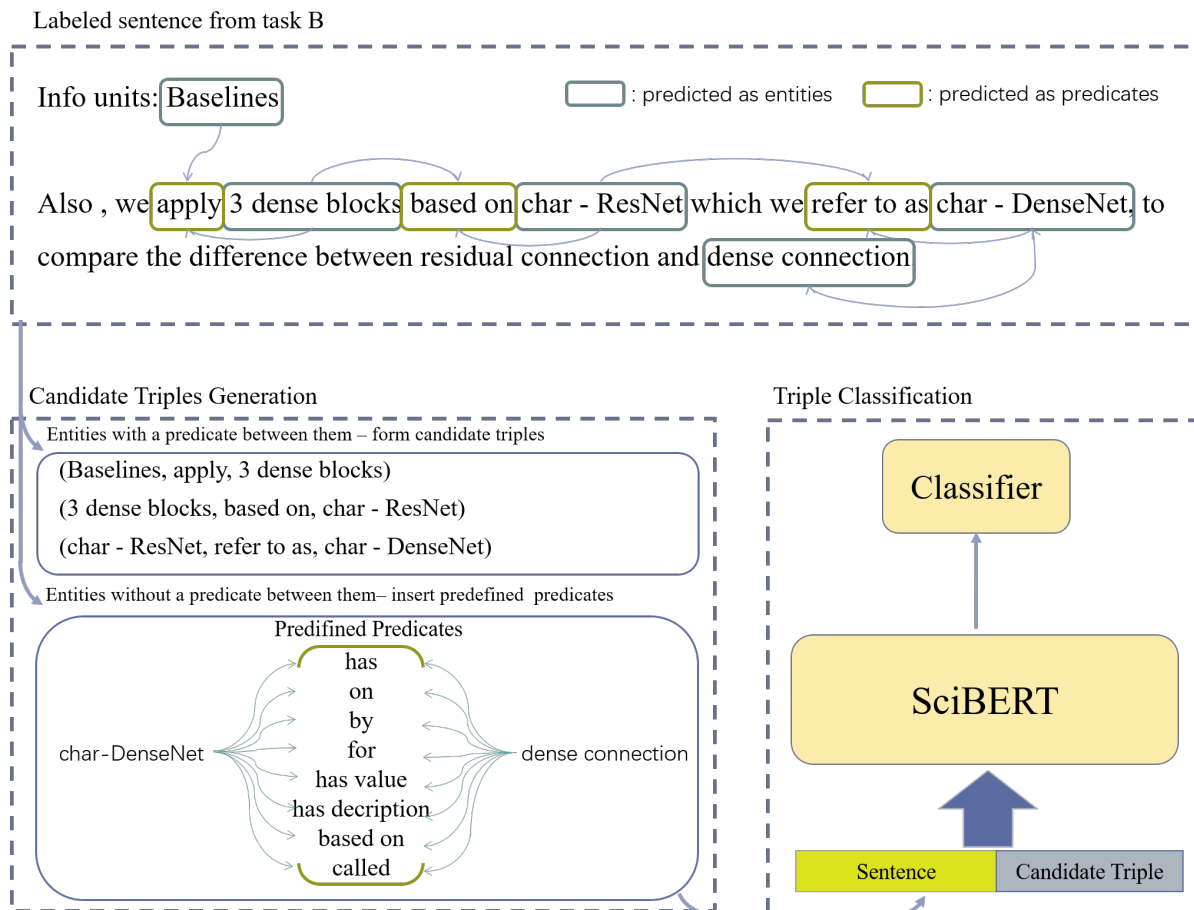 Labeled sentence from task B
Info units: Baselines
: predicted as entities
: predicted as predicates
Also , we apply 3 dense blocks based on char - ResNet which we refer to as char - DenseNet, to
compare the difference between residual connection and dense connection
Candidate Triples Generation
Entities with a predicate between them – form candidate triples
(Baselines, apply, 3 dense blocks)
(3 dense blocks, based on, char - ResNet)
(char - ResNet, refer to as, char - DenseNet)
Entities without a predicate between them– insert predefined predicates
Predifined Predicates
has
on
by
for
has value
has decription
based on
called
char-DenseNet
dense connection
Triple Classification
Classifier
SciBERT
Sentence
Candidate Triple